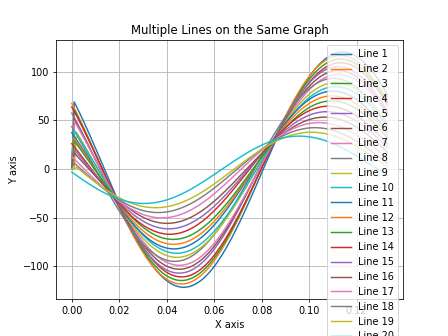 Multiple Lines on the Same Graph
Y axis
100
50
0
−50
−100
0.00
0.02
0.04
0.06
0.08
0.10
X axis
Line 1
Line 2
Line 3
Line 4
Line 5
Line 6
Line 7
Line 8
Line 9
Line 10
Line 11
Line 12
Line 13
Line 14
Line 15
Line 16
Line 17
Line 18
Line 19
Line 20